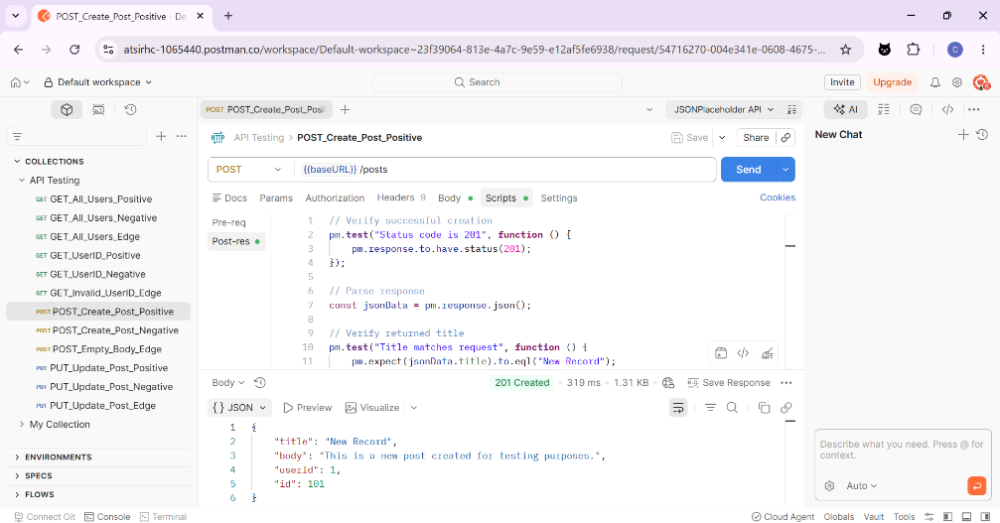 POST_Create_Post_Positive - De
atsirhc-1065440.postman.co/workspace/Default-workspace~23f39064-813e-4a7c-9e59-e12af5fe6938/request/54716270-004e341e-0608-4675-...
C
Default workspace
Search
Invite
Upgrade
POST POST_Create_Post_Posi
JSONPlaceholder API
AI
API Testing > POST_Create_Post_Positive
Save
Share
New Chat
COLLECTIONS
API Testing
GET GET_All_Users_Positive
GET GET_All_Users_Negative
GET GET_All_Users_Edge
GET GET_UserID_Positive
GET GET_UserID_Negative
GET GET_Invalid_UserID_Edge
POST POST_Create_Post_Positive
POST POST_Create_Post_Negative
POST POST_Empty_Body_Edge
PUT PUT_Update_Post_Positive
PUT PUT_Update_Post_Negative
PUT PUT_Update_Post_Edge
My Collection
ENVIRONMENTS
SPECS
FLOWS
HTTP
POST
{{baseURL}} /posts
Send
Docs Params Authorization Headers 9 Body Scripts Settings
Cookies
Pre-req
Post-res
1 // Verify successful creation
2 pm.test("Status code is 201", function () {
3 pm.response.to.have.status(201);
4 });
5
6 // Parse response
7 const jsonData = pm.response.json();
8
9 // Verify returned title
10 pm.test("Title matches request", function () {
11 pm.expect(jsonData.title).to.eql("New Record");
Body
201 Created • 319 ms • 1.31 KB
Save Response
{} JSON
Preview
Visualize
1 {
2 "title": "New Record",
3 "body": "This is a new post created for testing purposes.",
4 "userId": 1,
5 "id": 101
6 }
Describe what you need. Press @ for
context.
Auto
Connect Git
Console
Terminal
Cloud Agent
Globals
Vault
Tools